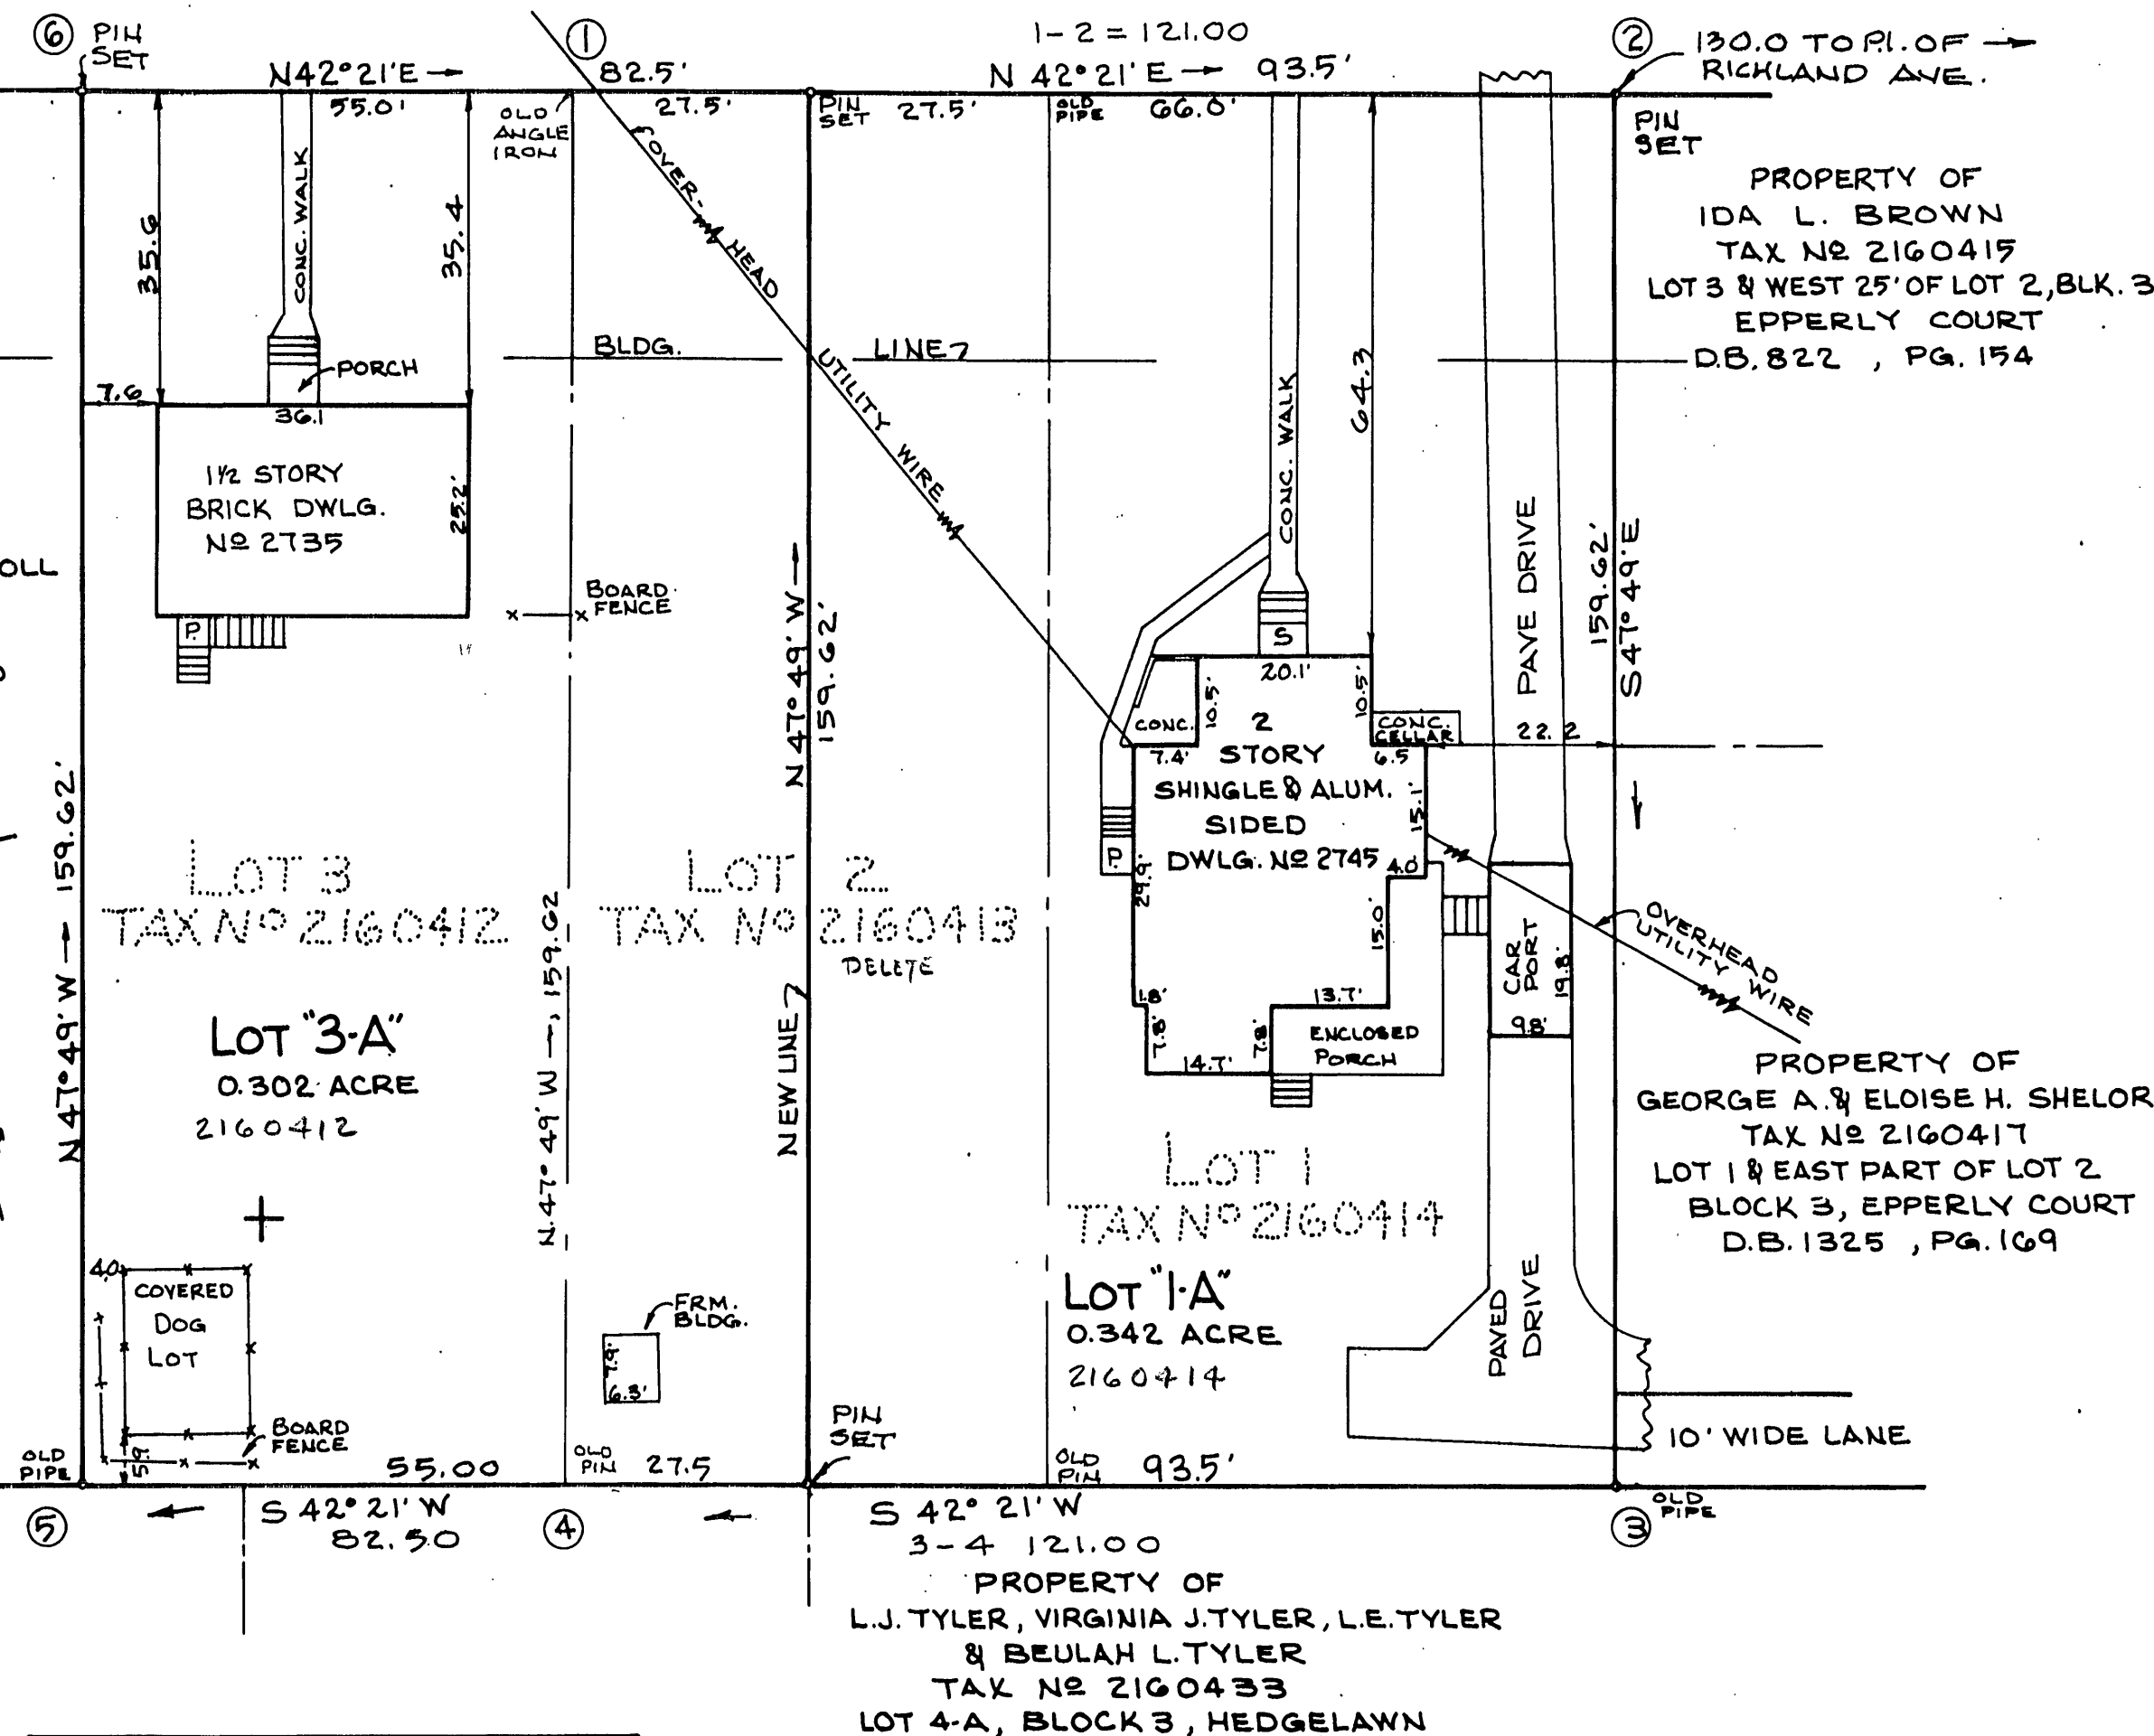 ⑥ PIN
SET
N42°21'E → 82.5'
55.0'
27.5'
OLD
ANGLE
IRON
①
1-2 = 121.00
N 42°21'E → 93.5'
PIN
SET
27.5'
OLD
PIPE
66.0'
②
130.0 TO P.I. OF →
RICHLAND AVE.
PIN
SET
PROPERTY OF
IDA L. BROWN
TAX Nº 2160415
LOT 3 & WEST 25' OF LOT 2, BLK. 3
EPPERLY COURT
D.B. 822 , PG. 154
35.6
CONC. WALK
35.4
OVER-
HEAD
UTILITY
WIRE
BLDG. LINE
PORCH
7.6
36.1
1½ STORY
BRICK DWLG.
Nº 2735
25.2'
P.
OLL
BOARD
FENCE
64.3
CONC. WALK
PAVE DRIVE
159.62'
S47°49'E
N47°49'W →
159.62'
S
20.1'
10.5'
10.5'
CONC.
CONC.
CELLAR
7.4'
6.5
22.2
2
STORY
SHINGLE & ALUM.
SIDED
DWLG. Nº 2745
15.1'
P.
29.9'
4.0
15.0'
1.8'
7.8'
14.7'
7.8'
13.7'
ENCLOSED
PORCH
CAR
PORT
19.8'
9.8'
OVERHEAD
UTILITY WIRE
N47°49'W → 159.62'
LOT 3
TAX Nº 2160412
LOT "3-A"
0.302 ACRE
2160412
N.47°49'W → 159.62
LOT 2
TAX Nº 2160413
DELETE
NEW LINE
LOT 1
TAX Nº 2160414
LOT "1-A"
0.342 ACRE
2160414
PROPERTY OF
GEORGE A. & ELOISE H. SHELOR
TAX Nº 2160417
LOT 1 & EAST PART OF LOT 2
BLOCK 3, EPPERLY COURT
D.B. 1325 , PG. 169
4.0
COVERED
DOG
LOT
5.9'
BOARD
FENCE
FRM.
BLDG.
7.9'
6.3'
PAVED
DRIVE
10' WIDE LANE
OLD
PIPE
55.00
OLD
PIN
27.5
PIN
SET
OLD
PIN
93.5'
OLD
PIPE
⑤
S 42°21'W
82.50
④
S 42°21'W
3-4 121.00
③
PROPERTY OF
L.J. TYLER, VIRGINIA J. TYLER, L.E. TYLER
& BEULAH L. TYLER
TAX Nº 2160433
LOT 4-A, BLOCK 3, HEDGELAWN